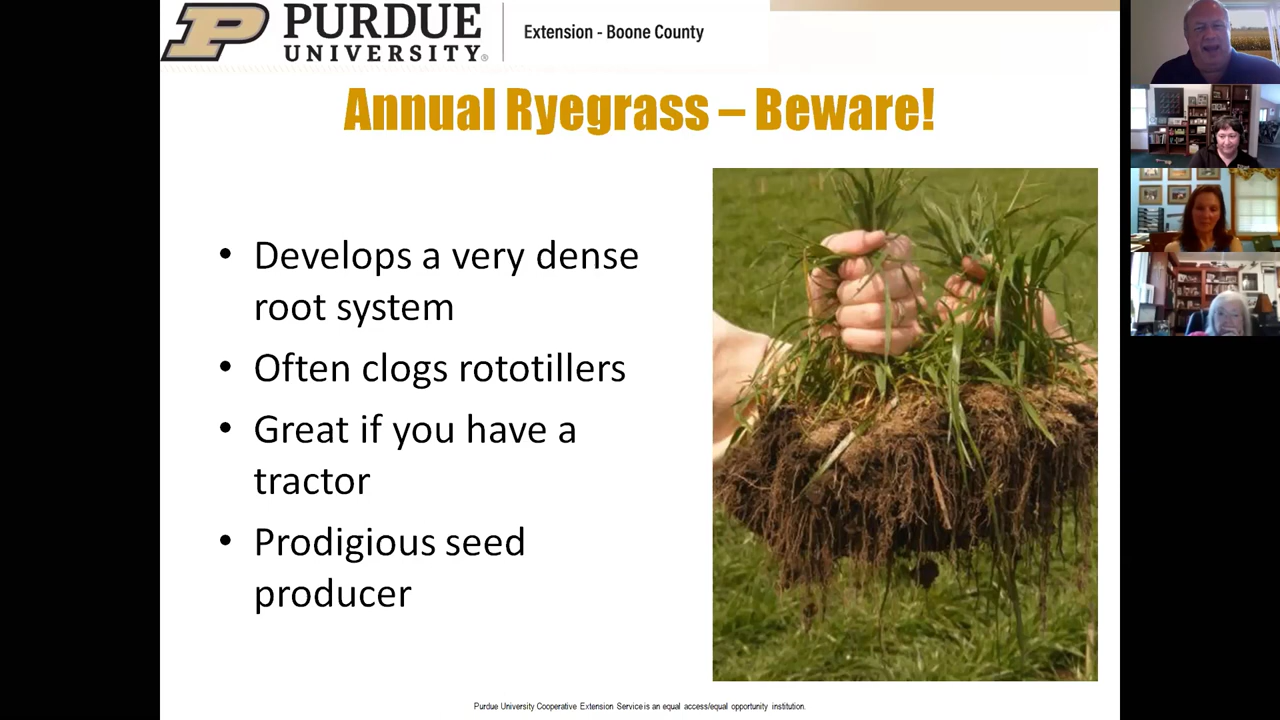 PURDUE
UNIVERSITY®
Extension - Boone County
Annual Ryegrass – Beware!
• Develops a very dense
root system
• Often clogs rototillers
• Great if you have a
tractor
• Prodigious seed
producer
Purdue University Cooperative Extension Service is an equal access/equal opportunity institution.